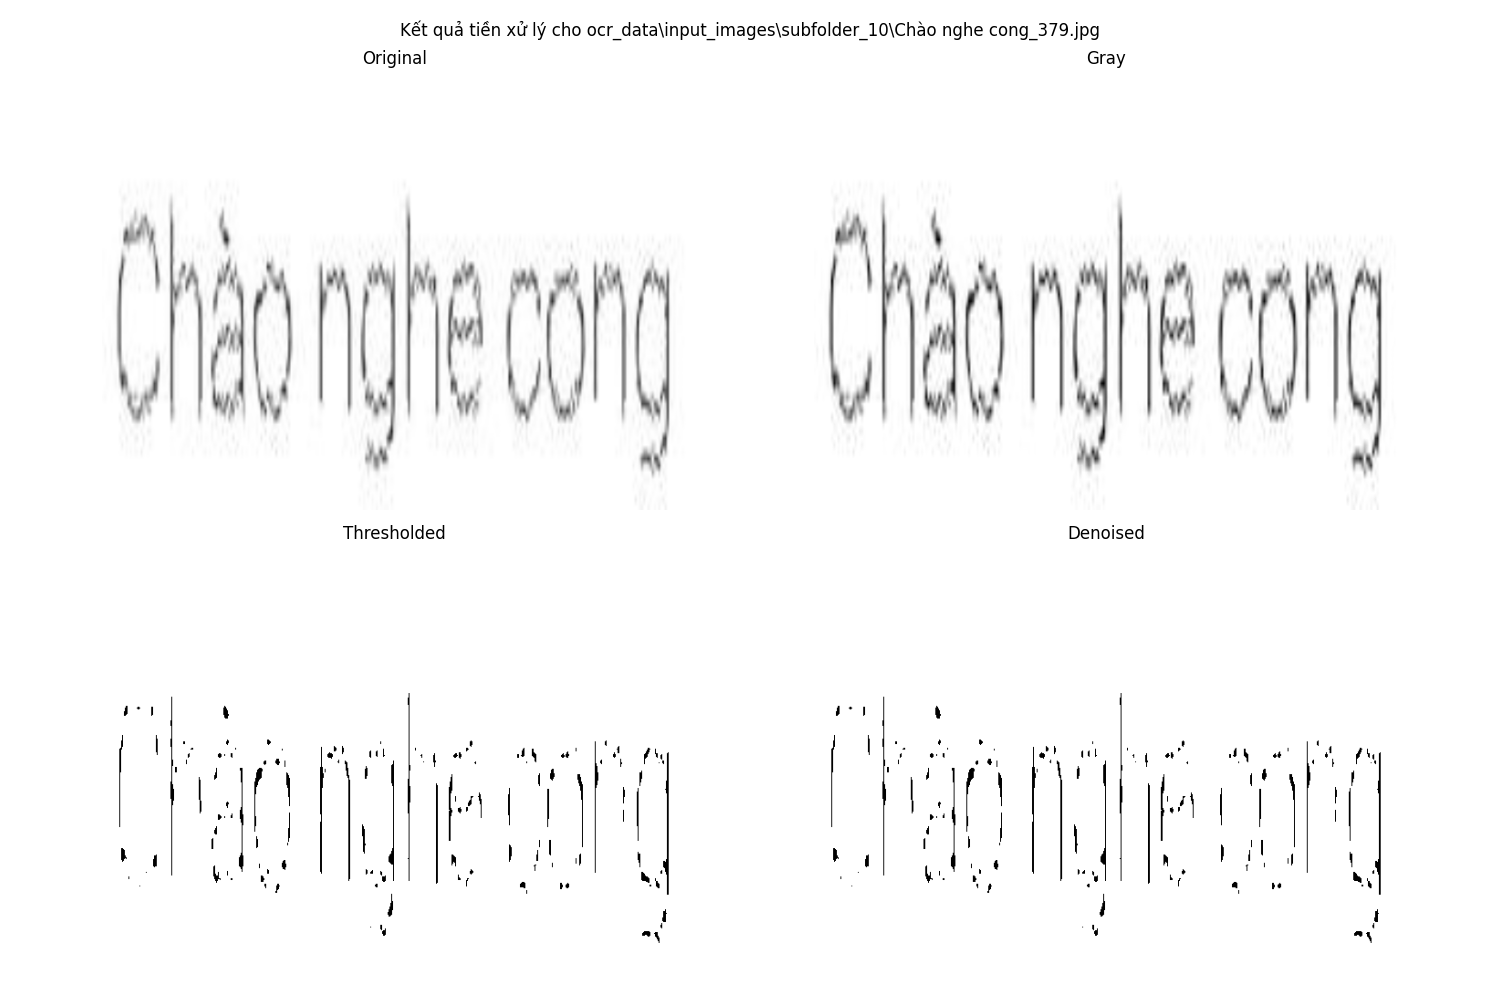 Kết quả tiền xử lý cho ocr_data\input_images\subfolder_10\Chào nghe cong_379.jpg
Original
Gray
Chào nghe cong
Chào nghe cong
Thresholded
Denoised
Chào nghe cong
Chào nghe cong